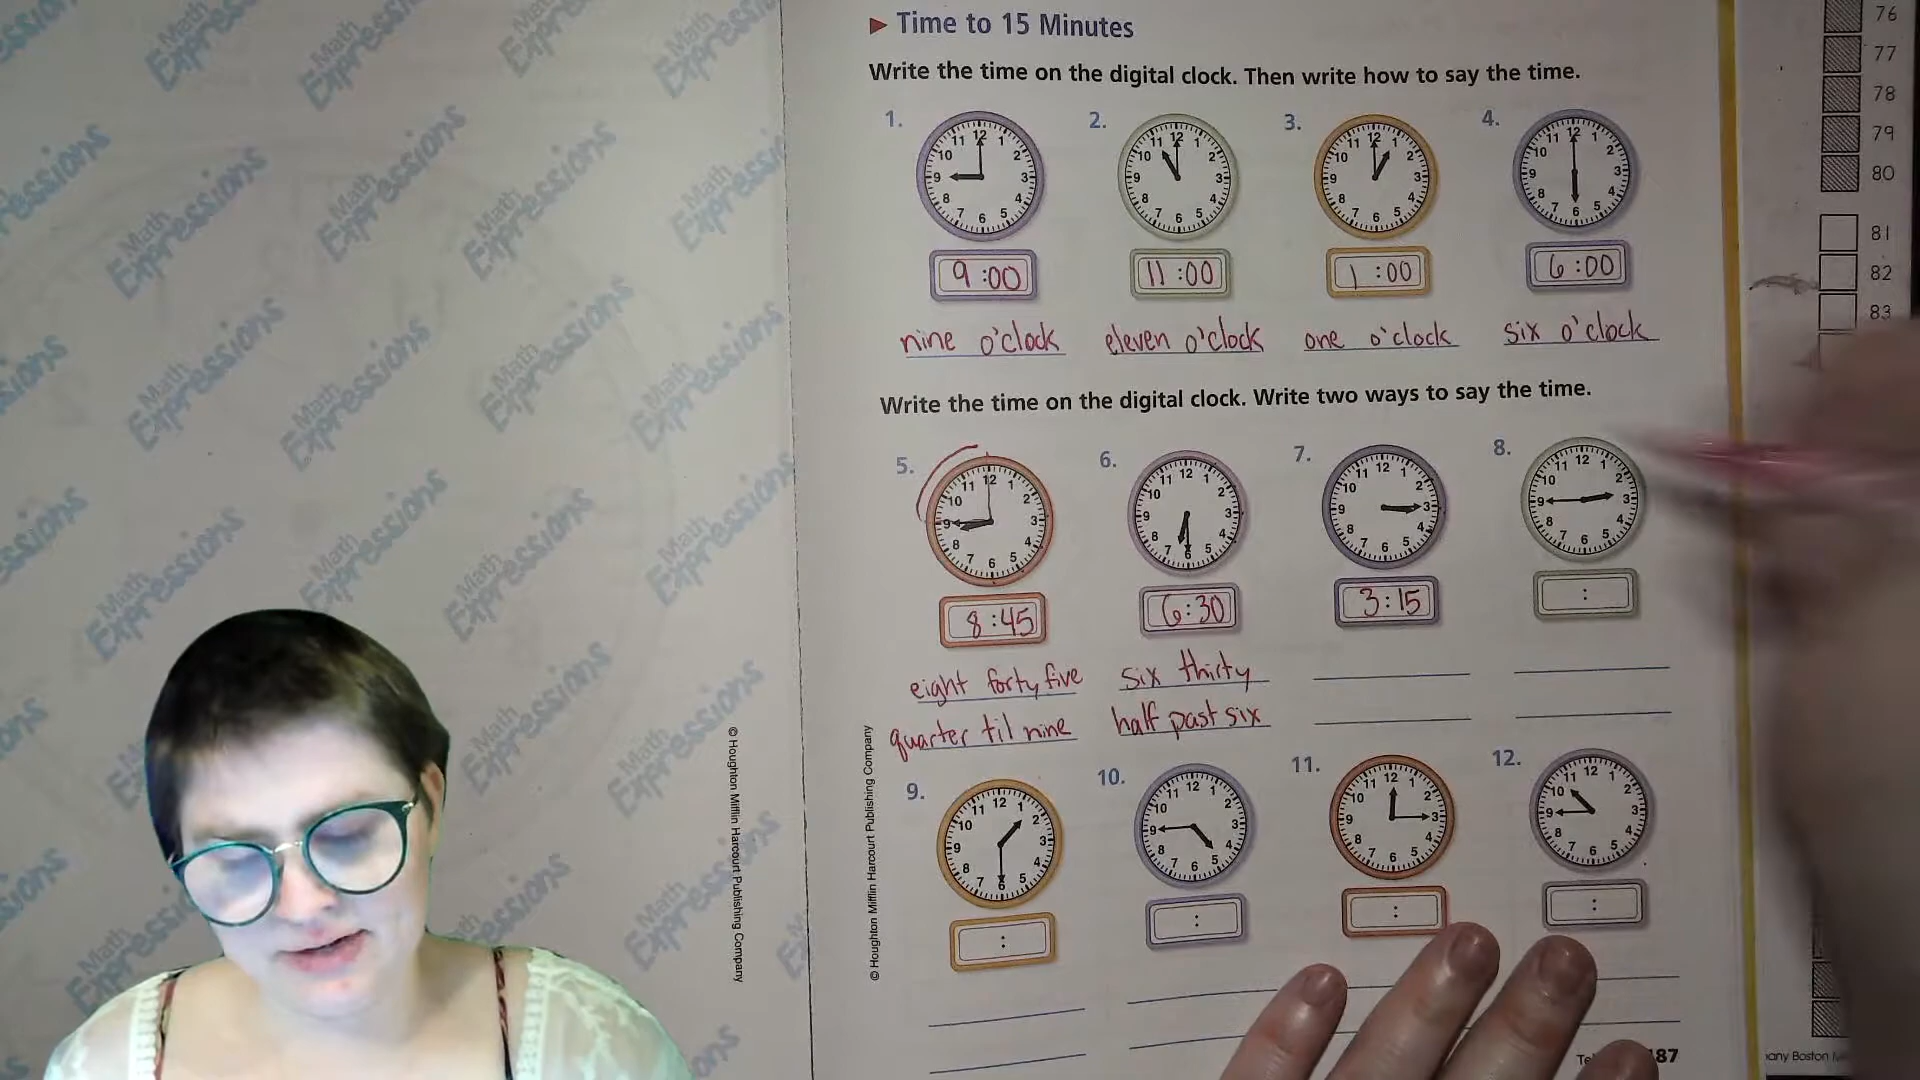 ▶ Time to 15 Minutes
Write the time on the digital clock. Then write how to say the time.
1. 2. 3. 4.
9:00 11:00 1:00 6:00
nine o'clock eleven o'clock one o'clock six o'clock
Write the time on the digital clock. Write two ways to say the time.
5. 6. 7. 8.
8:45 6:30 3:15 :
eight forty five six thirty
quarter til nine half past six
9. 10. 11. 12.
: : : :
© Houghton Mifflin Harcourt Publishing Company
© Houghton Mifflin Harcourt Publishing Company
Math Expressions
76
77
78
79
80
81
82
83
87
any Boston